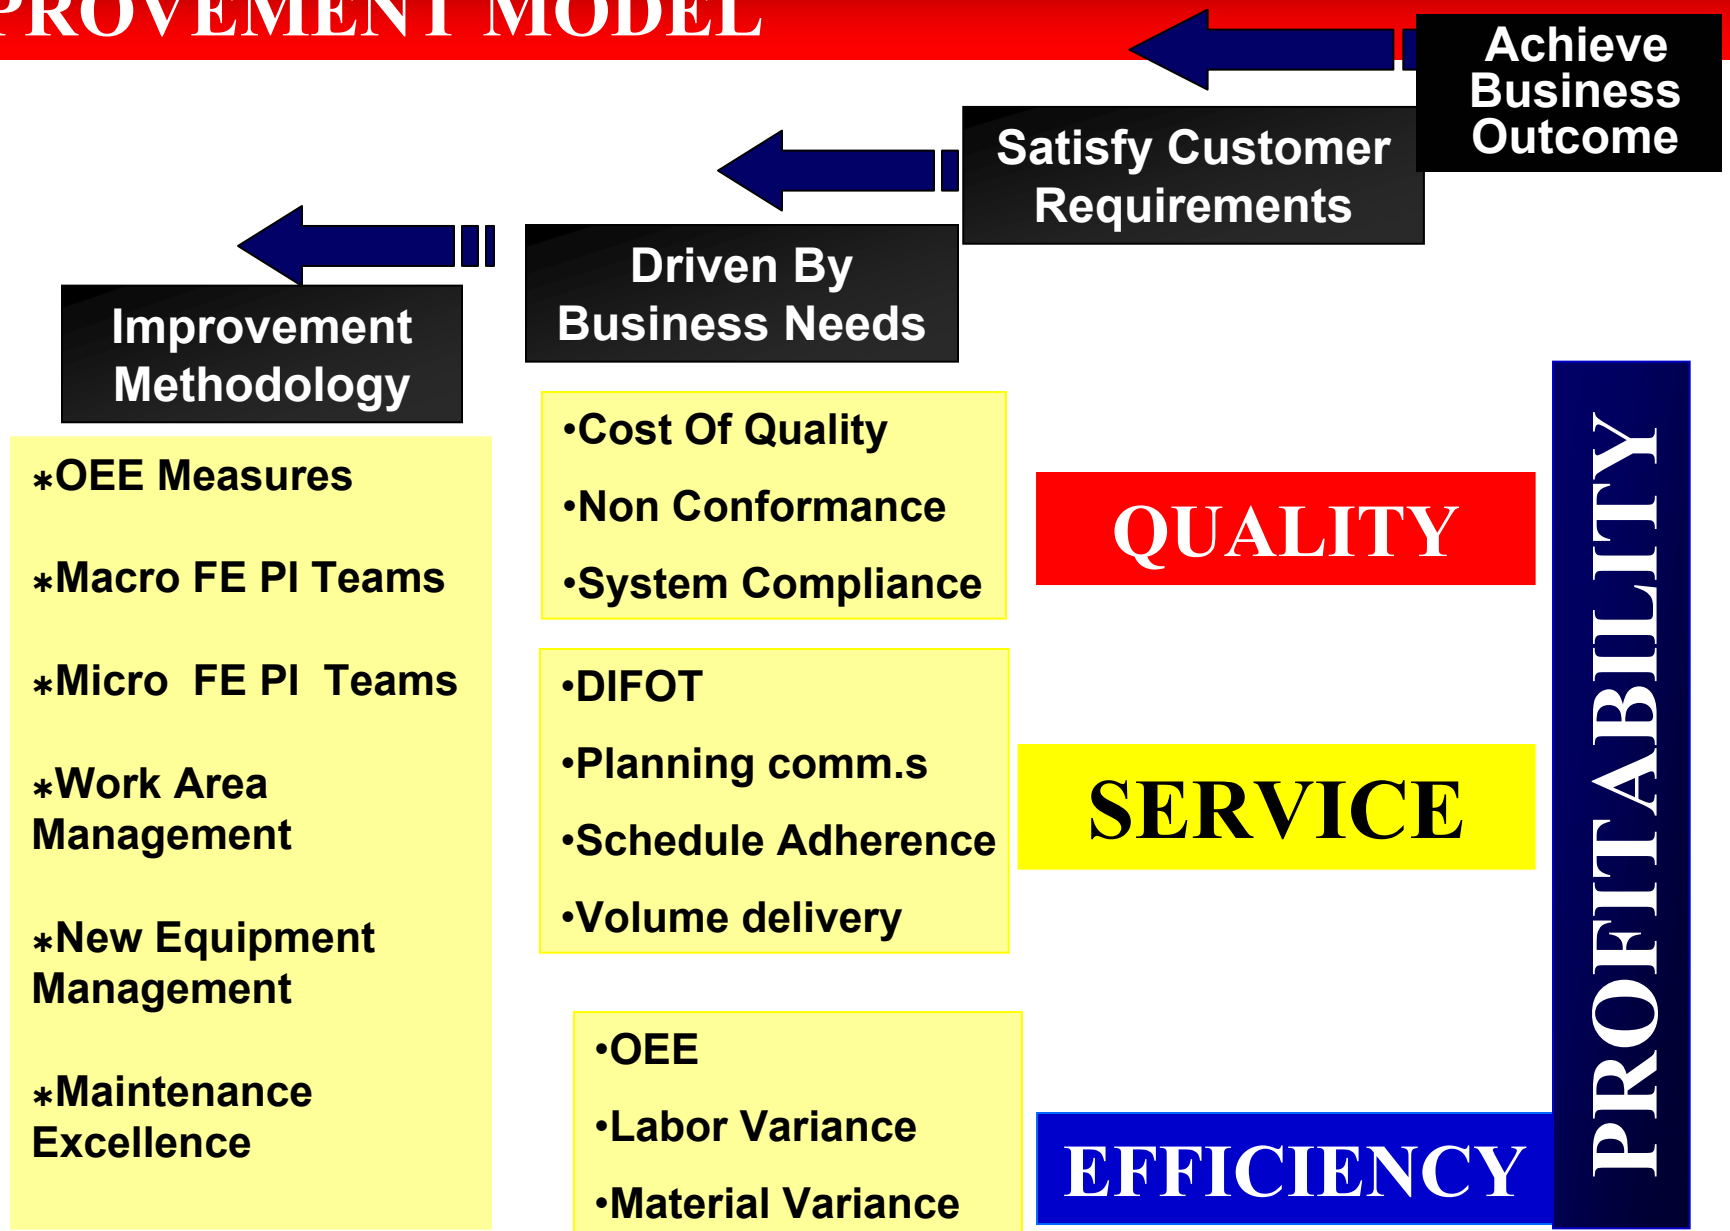 PROVEMENT MODEL
Achieve
Business
Outcome
Satisfy Customer
Requirements
Driven By
Business Needs
Improvement
Methodology
*OEE Measures
*Macro FE PI Teams
*Micro FE PI Teams
*Work Area
Management
*New Equipment
Management
*Maintenance
Excellence
•Cost Of Quality
•Non Conformance
•System Compliance
•DIFOT
•Planning comm.s
•Schedule Adherence
•Volume delivery
•OEE
•Labor Variance
•Material Variance
QUALITY
SERVICE
EFFICIENCY
PROFITABILITY